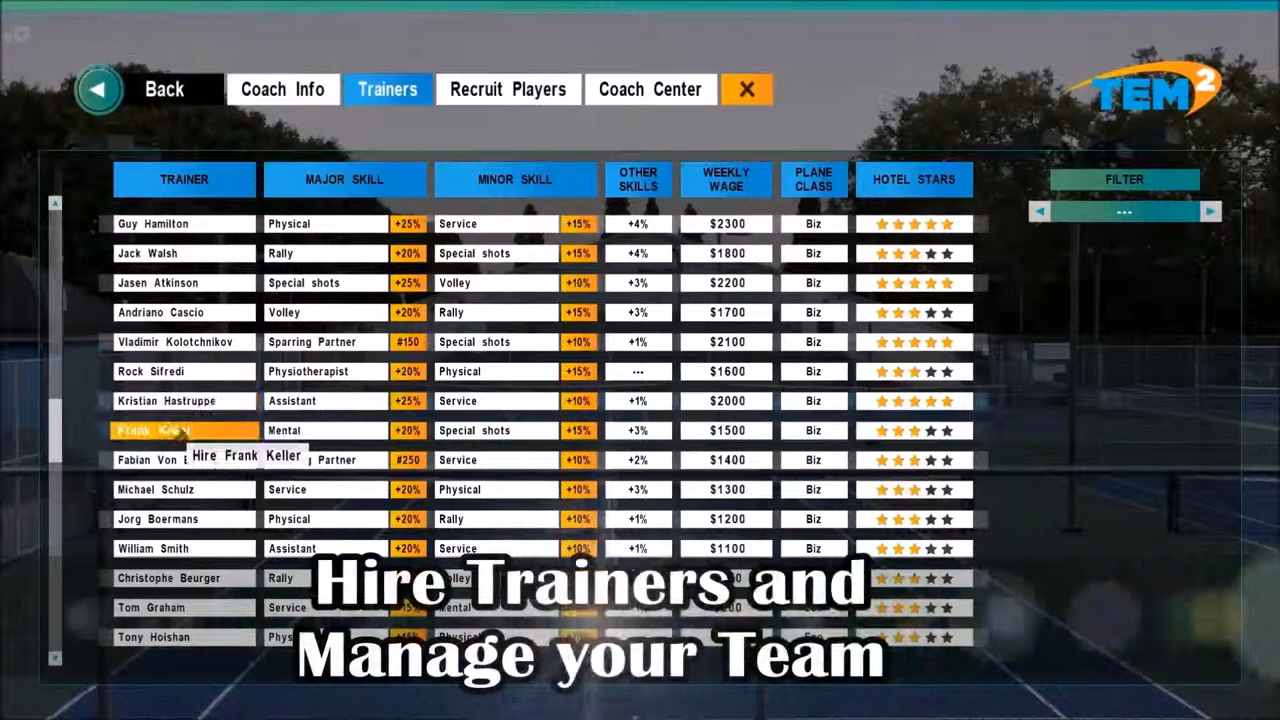 Back Coach Info Trainers Recruit Players Coach Center X
TEM 2
TRAINER MAJOR SKILL MINOR SKILL OTHER SKILLS WEEKLY WAGE PLANE CLASS HOTEL STARS FILTER
---
Guy Hamilton Physical +25% Service +15% +4% $2300 Biz
Jack Walsh Rally +20% Special shots +15% +4% $1800 Biz
Jasen Atkinson Special shots +25% Volley +10% +3% $2200 Biz
Andriano Cascio Volley +20% Rally +15% +3% $1700 Biz
Vladimir Kolotchnikov Sparring Partner #150 Special shots +10% +1% $2100 Biz
Rock Sifredi Physiotherapist +20% Physical +15% --- $1600 Biz
Kristian Hastruppe Assistant +25% Service +10% +1% $2000 Biz
Frank Keller Mental +20% Special shots +15% +3% $1500 Biz
Hire Frank Keller
Fabian Von Partner #250 Service +10% +2% $1400 Biz
Michael Schulz Service +20% Physical +10% +3% $1300 Biz
Jorg Boermans Physical +20% Rally +10% +1% $1200 Biz
William Smith Assistant +20% Service +10% +1% $1100 Biz
Christophe Beurger Rally
Tom Graham Service Mental
Tony Hoishan
Hire Trainers and
Manage your Team